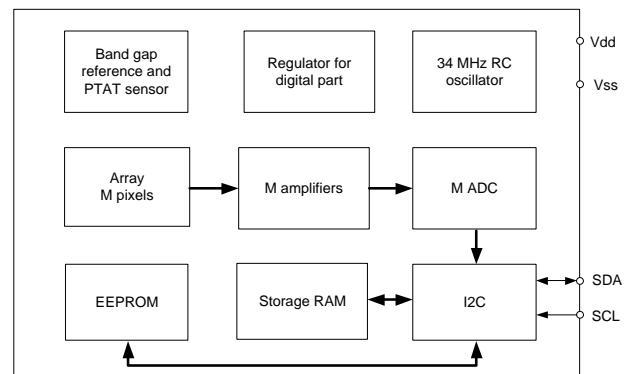 Band gap
reference and
PTAT sensor
Regulator for
digital part
34 MHz RC
oscillator
Vdd
Vss
Array
M pixels
M amplifiers
M ADC
EEPROM
Storage RAM
I2C
SDA
SCL